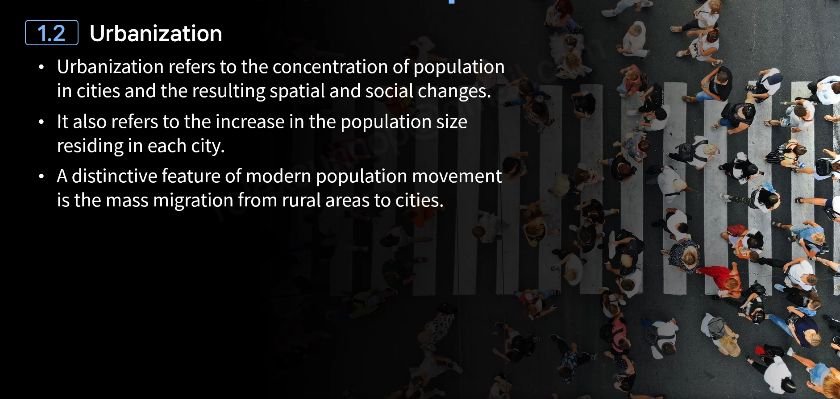 1.2 Urbanization
• Urbanization refers to the concentration of population
in cities and the resulting spatial and social changes.
• It also refers to the increase in the population size
residing in each city.
• A distinctive feature of modern population movement
is the mass migration from rural areas to cities.